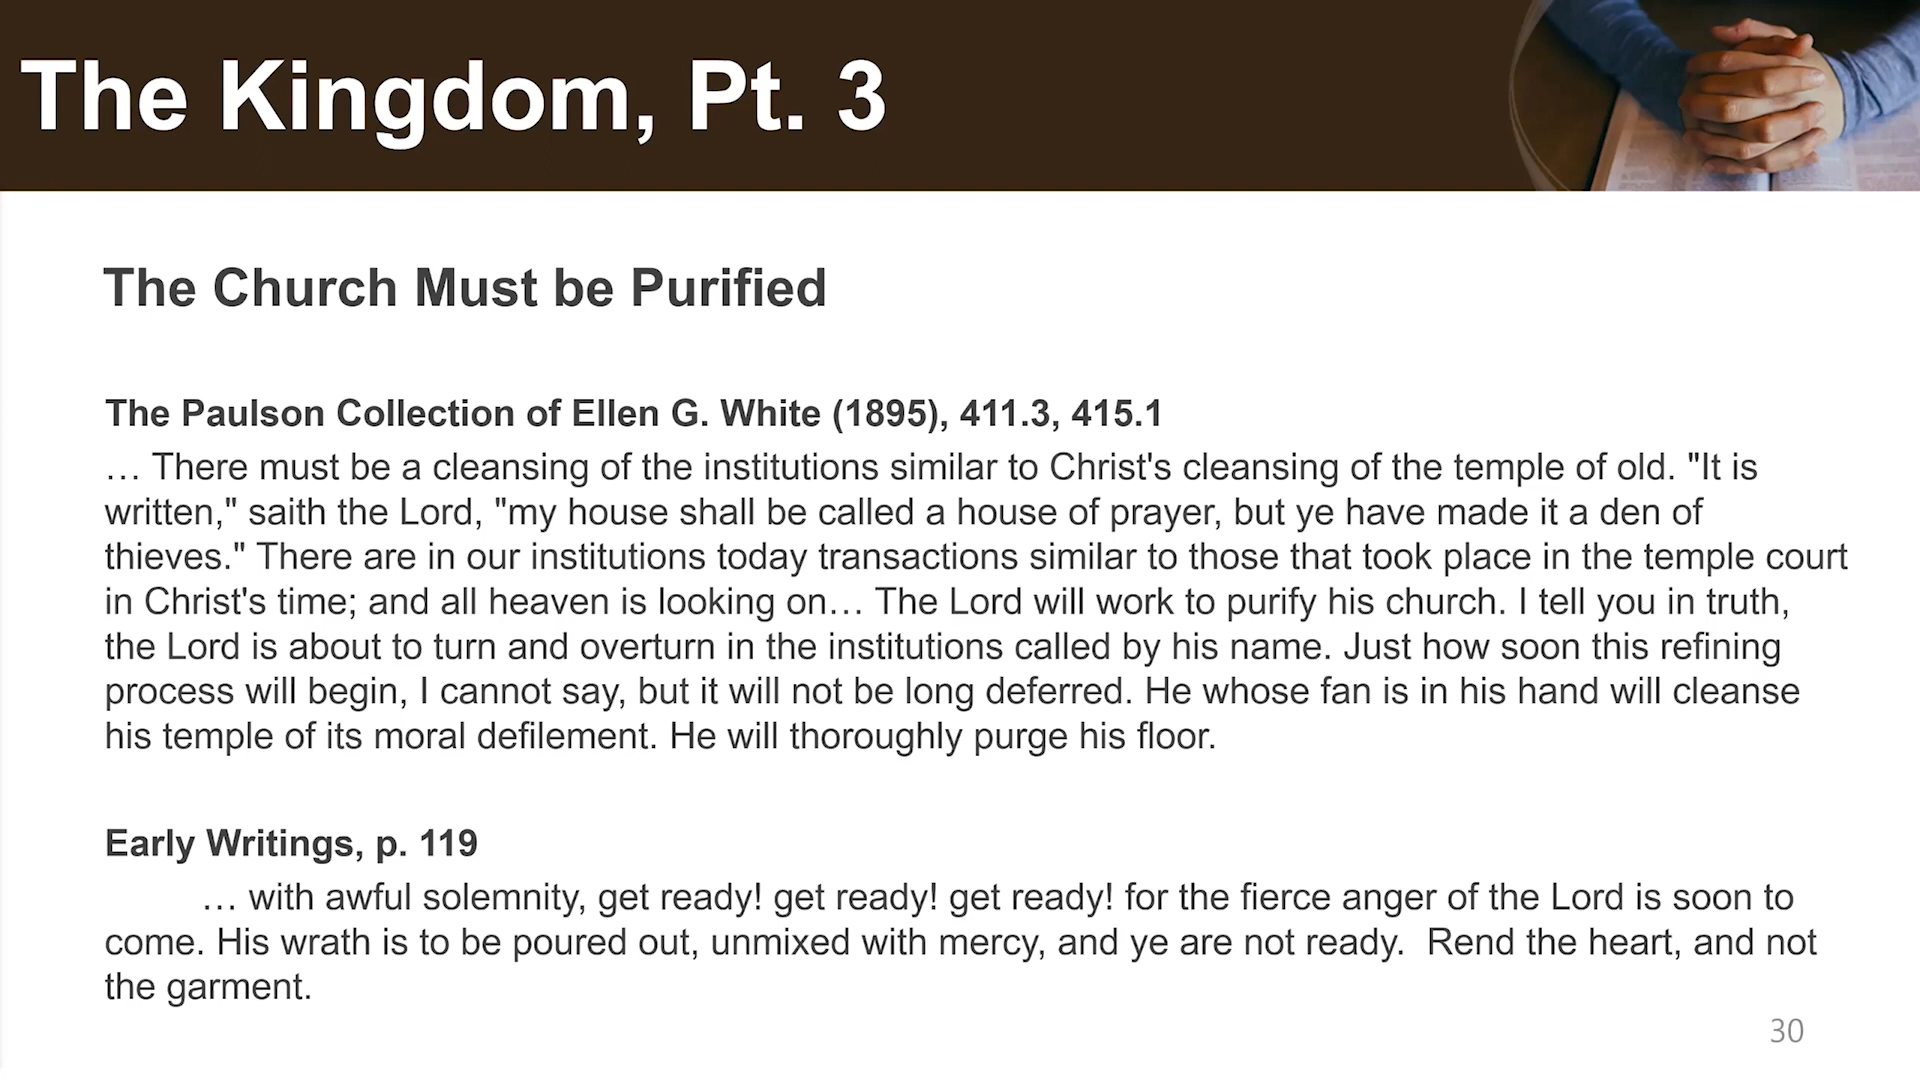 The Kingdom, Pt. 3
The Church Must be Purified
The Paulson Collection of Ellen G. White (1895), 411.3, 415.1
… There must be a cleansing of the institutions similar to Christ's cleansing of the temple of old. "It is
written," saith the Lord, "my house shall be called a house of prayer, but ye have made it a den of
thieves." There are in our institutions today transactions similar to those that took place in the temple court
in Christ's time; and all heaven is looking on… The Lord will work to purify his church. I tell you in truth,
the Lord is about to turn and overturn in the institutions called by his name. Just how soon this refining
process will begin, I cannot say, but it will not be long deferred. He whose fan is in his hand will cleanse
his temple of its moral defilement. He will thoroughly purge his floor.
Early Writings, p. 119
… with awful solemnity, get ready! get ready! get ready! for the fierce anger of the Lord is soon to
come. His wrath is to be poured out, unmixed with mercy, and ye are not ready.  Rend the heart, and not
the garment.
30